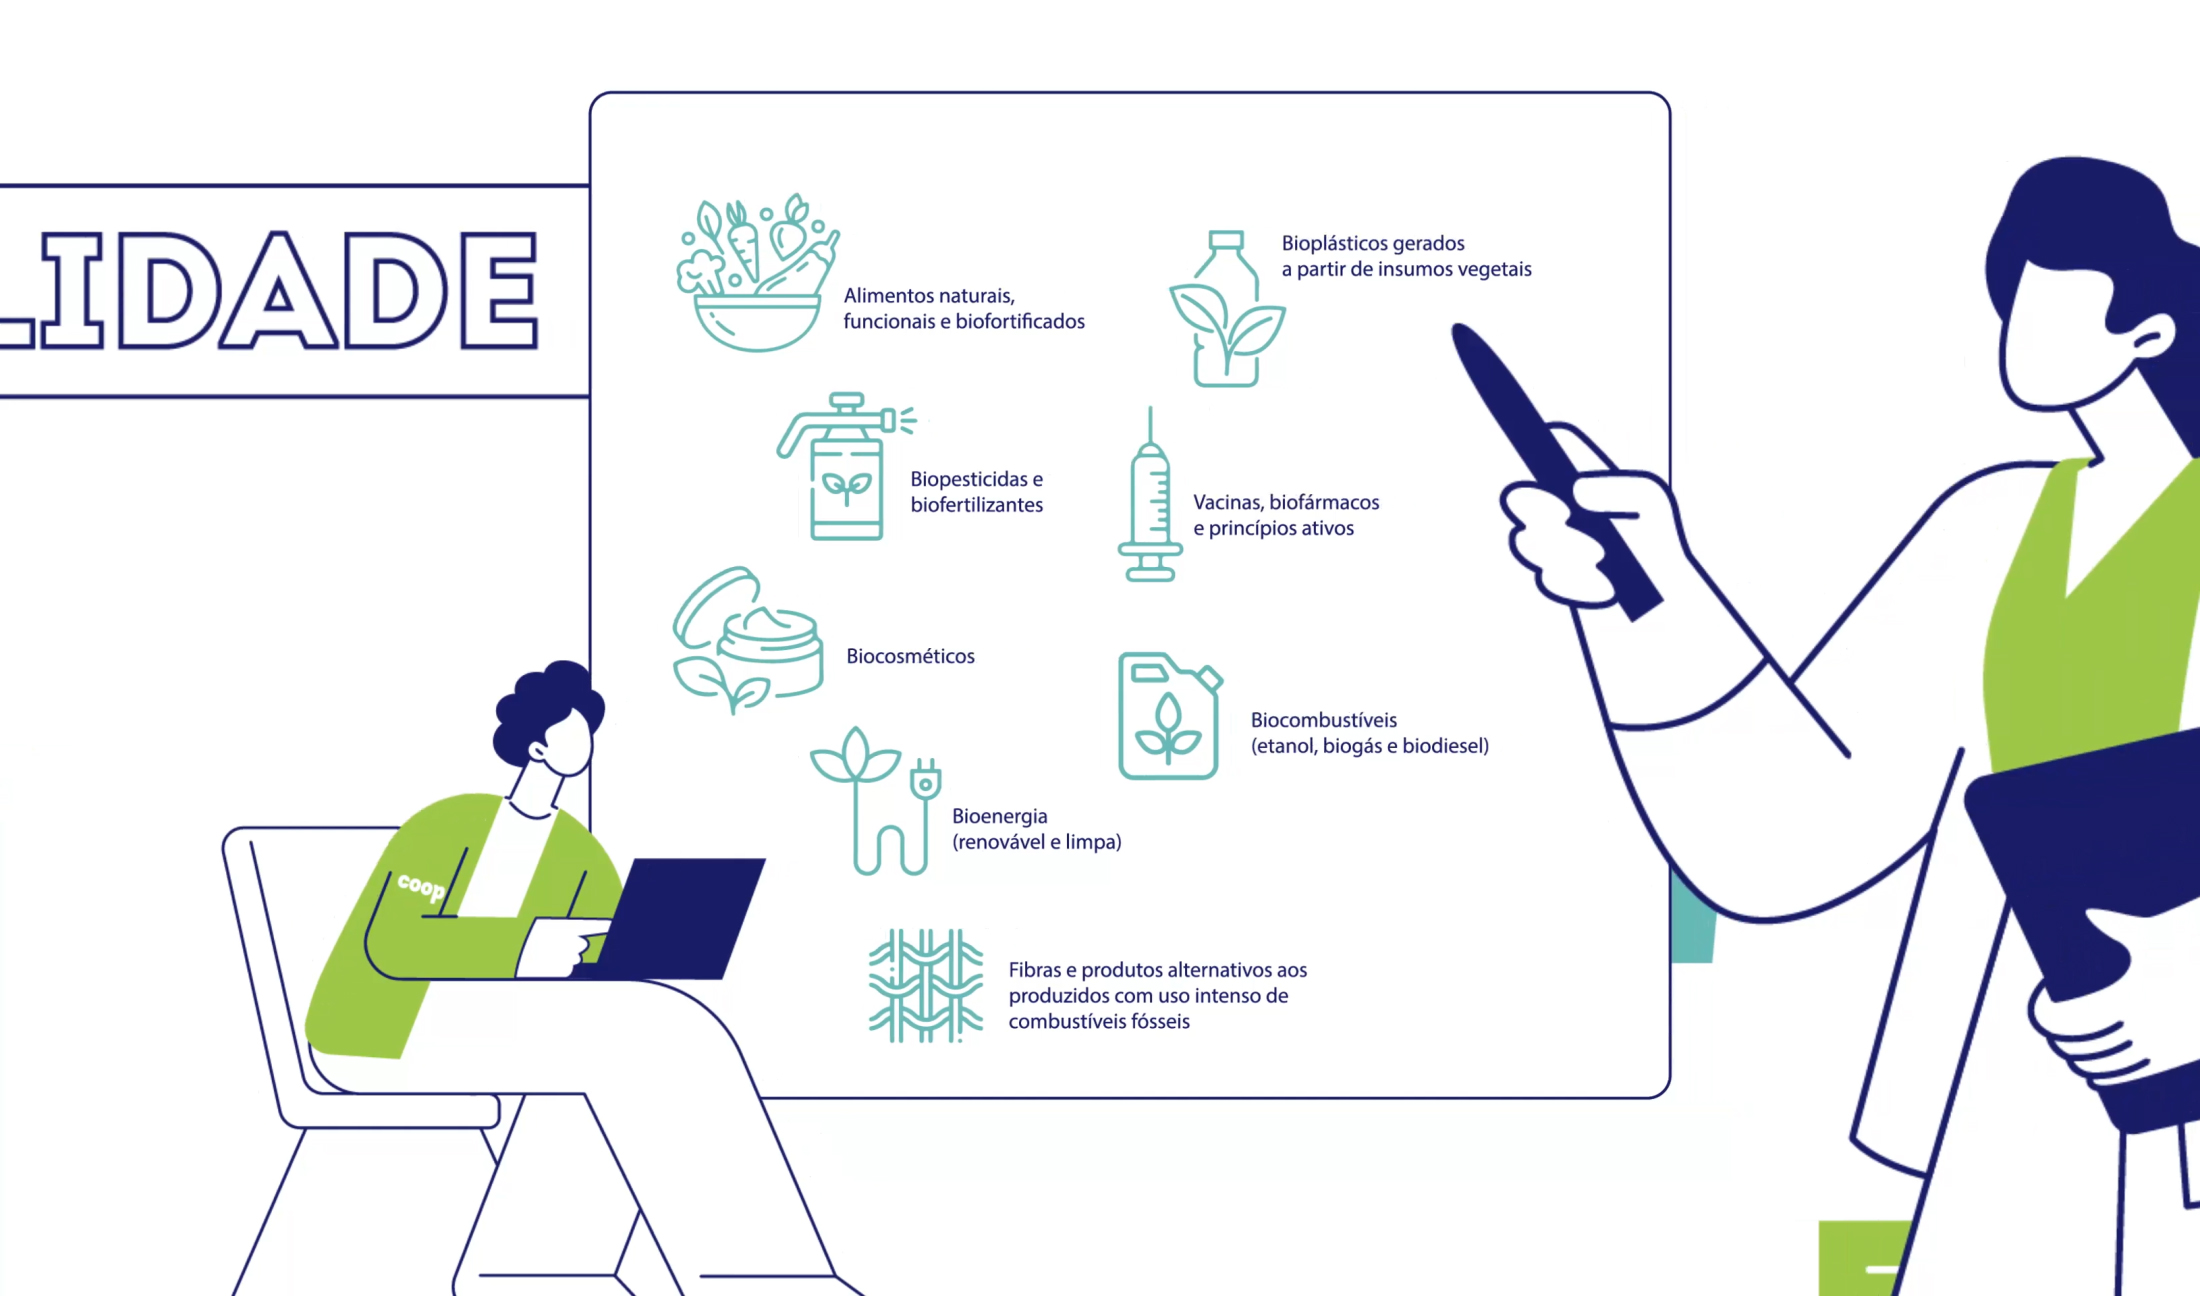 LIDADE
Alimentos naturais,
funcionais e biofortificados
Bioplásticos gerados
a partir de insumos vegetais
Biopesticidas e
biofertilizantes
Vacinas, biofármacos
e princípios ativos
Biocosméticos
Biocombustíveis
(etanol, biogás e biodiesel)
Bioenergia
(renovável e limpa)
coop
Fibras e produtos alternativos aos
produzidos com uso intenso de
combustíveis fósseis